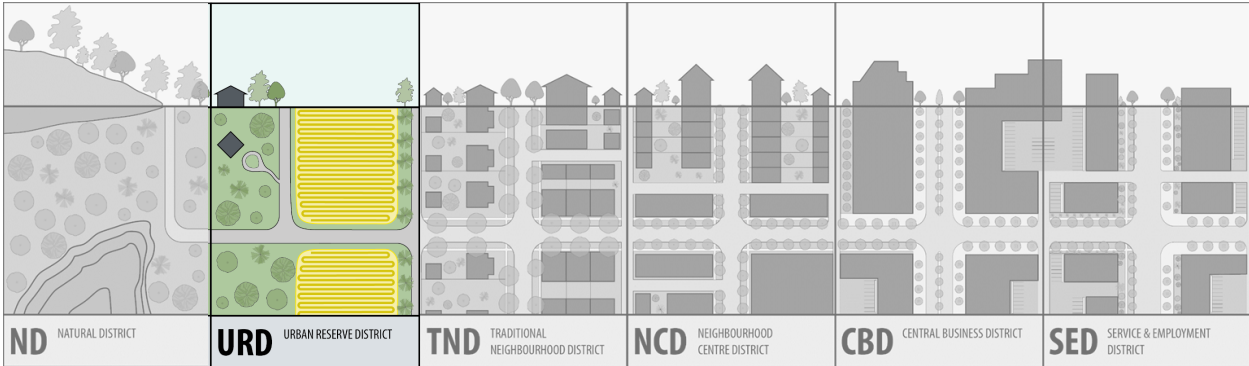 ND NATURAL DISTRICT
URD URBAN RESERVE DISTRICT
TND TRADITIONAL
NEIGHBOURHOOD DISTRICT
NCD NEIGHBOURHOOD
CENTRE DISTRICT
CBD CENTRAL BUSINESS DISTRICT
SED SERVICE & EMPLOYMENT
DISTRICT